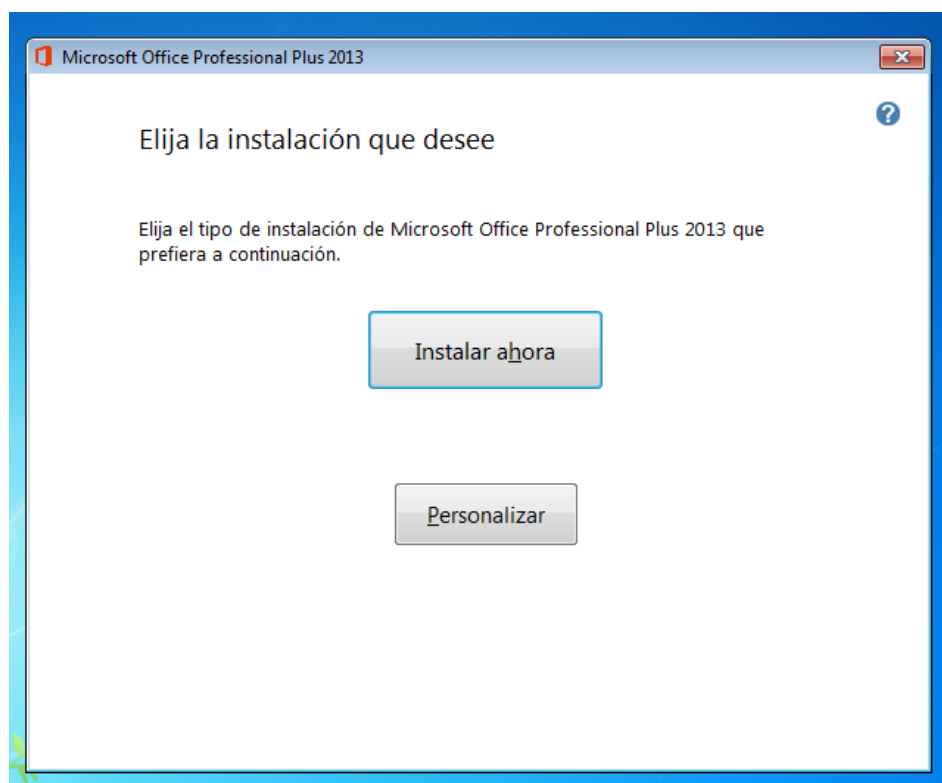 Microsoft Office Professional Plus 2013
Elija la instalación que desee
Elija el tipo de instalación de Microsoft Office Professional Plus 2013 que
prefiera a continuación.
Instalar ahora
Personalizar